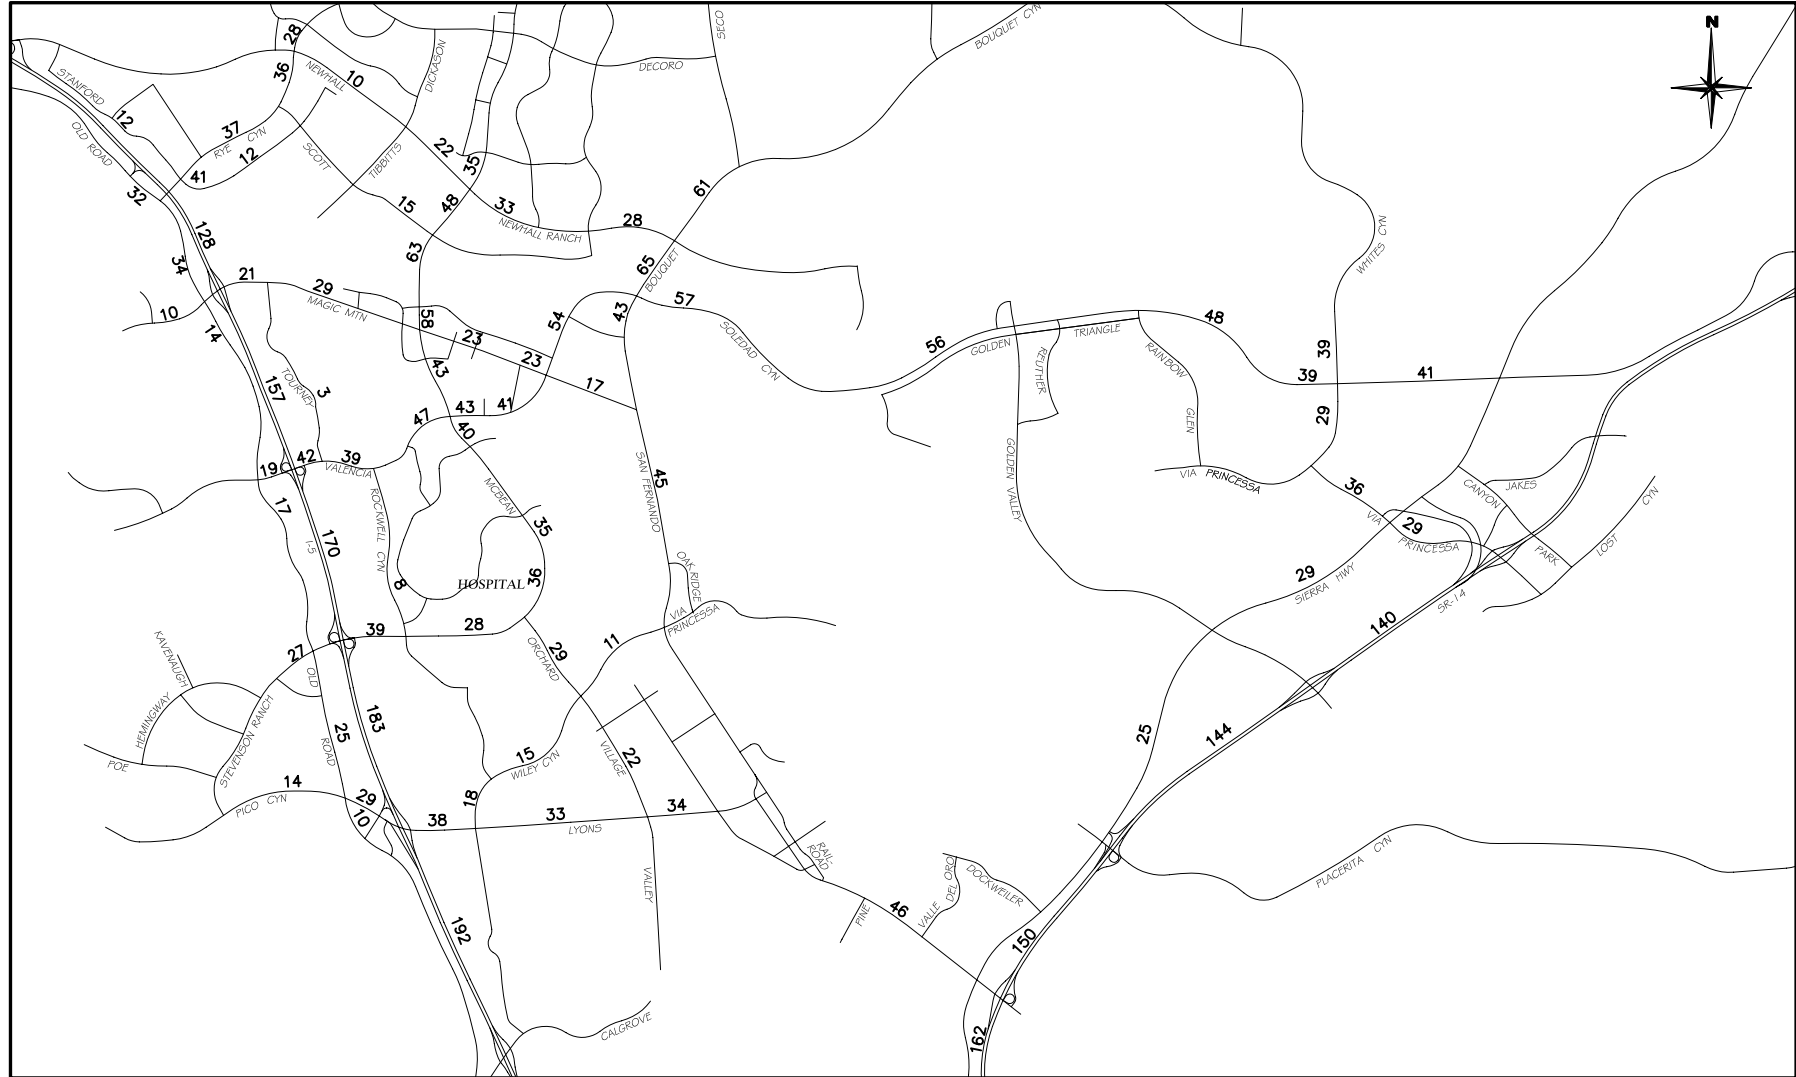 N
SECO
BOUQUET CYN
28
36
NEWHALL
10
DICKASON
DECORO
STANFORD
12
OLD ROAD
37
RYE CYN
12
41
SCOTT
TIBBITTS
22
35
32
15
48
33
NEWHALL RANCH
28
61
128
63
65
BOUQUET
WHITES CYN
34
21
29
MAGIC MTN
10
14
58
54
43
57
SOLEDAD CYN
23
23
43
17
56
GOLDEN
TRIANGLE
REUTHER
48
RAINBOW
GLEN
39
39
41
29
157
TOURNEY
3
47
43
41
40
19
42
39
VALENCIA
17
ROCKWELL CYN
MCBEAN
35
SAN FERNANDO
45
GOLDEN VALLEY
VIA PRINCESSA
36
VIA
29
PRINCESSA
CANYON
JAKES
PARK
LOST CYN
I-5
170
8
HOSPITAL
36
OAK RIDGE
VIA
PRINCESSA
29
SIERRA HWY
SR-14
140
39
28
11
29
ORCHARD
KAVENAUGH
27
OLD
HEMINGWAY
STEVENSON RANCH
POE
25
ROAD
183
15
WILEY CYN
VILLAGE
22
25
144
14
PICO CYN
29
10
38
18
33
LYONS
34
RAIL-
ROAD
PLACERITA CYN
VALLEY
PINE
46
VALLE
DEL ORO
DOCKWEILER
150
192
CALGROVE
162